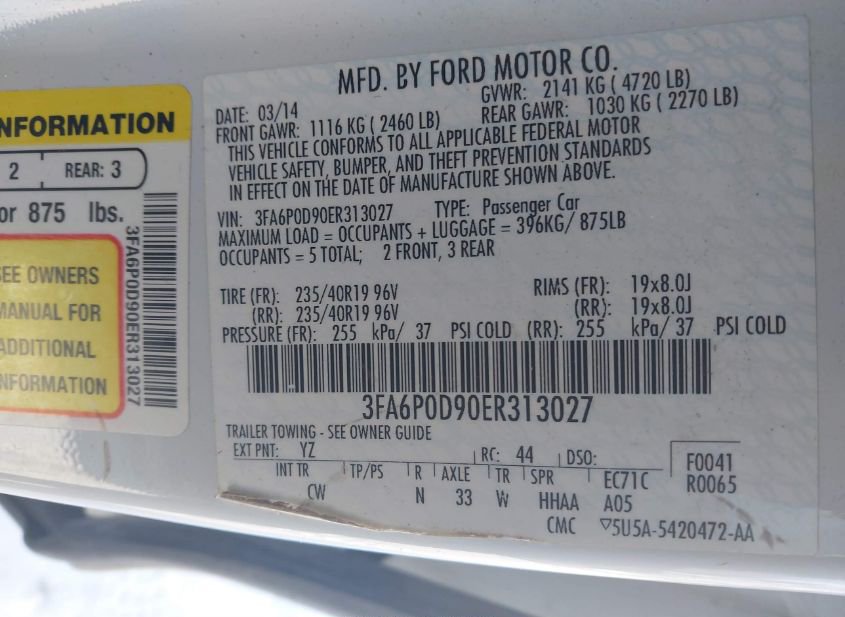 NFORMATION
2 REAR: 3
or 875 lbs.
SEE OWNERS
MANUAL FOR
ADDITIONAL
INFORMATION
3FA6P0D90ER313027
MFD. BY FORD MOTOR CO.
DATE: 03/14 GVWR: 2141 KG ( 4720 LB)
FRONT GAWR: 1116 KG ( 2460 LB) REAR GAWR: 1030 KG ( 2270 LB)
THIS VEHICLE CONFORMS TO ALL APPLICABLE FEDERAL MOTOR
VEHICLE SAFETY, BUMPER, AND THEFT PREVENTION STANDARDS
IN EFFECT ON THE DATE OF MANUFACTURE SHOWN ABOVE.
VIN: 3FA6P0D90ER313027 TYPE: Passenger Car
MAXIMUM LOAD = OCCUPANTS + LUGGAGE = 396KG/ 875LB
OCCUPANTS = 5 TOTAL; 2 FRONT, 3 REAR
TIRE (FR): 235/40R19 96V RIMS (FR): 19x8.0J
(RR): 235/40R19 96V (RR): 19x8.0J
PRESSURE (FR): 255 kPa/ 37 PSI COLD (RR): 255 kPa/ 37 PSI COLD
3FA6P0D90ER313027
TRAILER TOWING - SEE OWNER GUIDE
EXT PNT: YZ RC: 44 DSO: F0041
INT TR TP/PS R AXLE TR SPR EC71C R0065
CW N 33 W HHAA A05
CMC ▽5U5A-5420472-AA